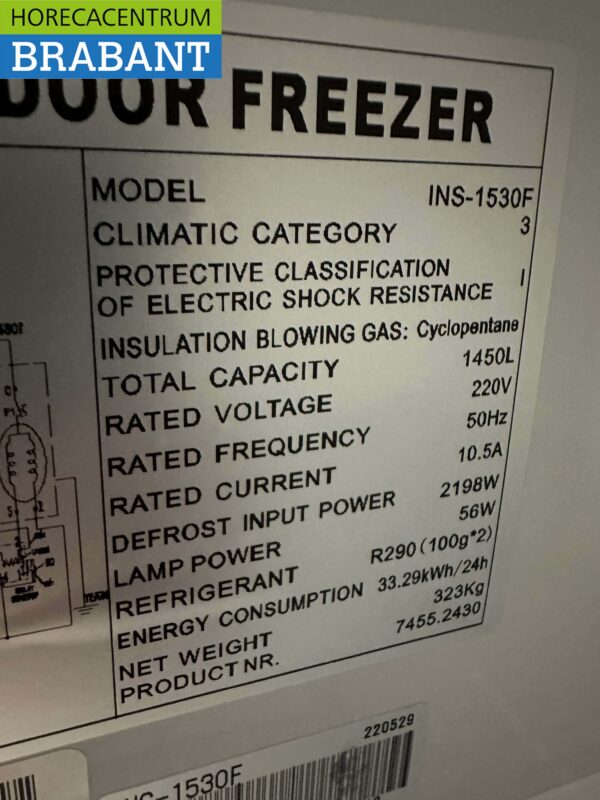 HORECACENTRUM
BRABANT
DOOR FREEZER
MODEL INS-1530F
CLIMATIC CATEGORY 3
PROTECTIVE CLASSIFICATION
OF ELECTRIC SHOCK RESISTANCE I
INSULATION BLOWING GAS: Cyclopentane
TOTAL CAPACITY 1450L
RATED VOLTAGE 220V
RATED FREQUENCY 50Hz
RATED CURRENT 10.5A
DEFROST INPUT POWER 2198W
LAMP POWER 56W
REFRIGERANT R290(100g*2)
ENERGY CONSUMPTION 33.29kWh/24h
NET WEIGHT 323Kg
PRODUCT NR. 7455.2430
220529
INS-1530F